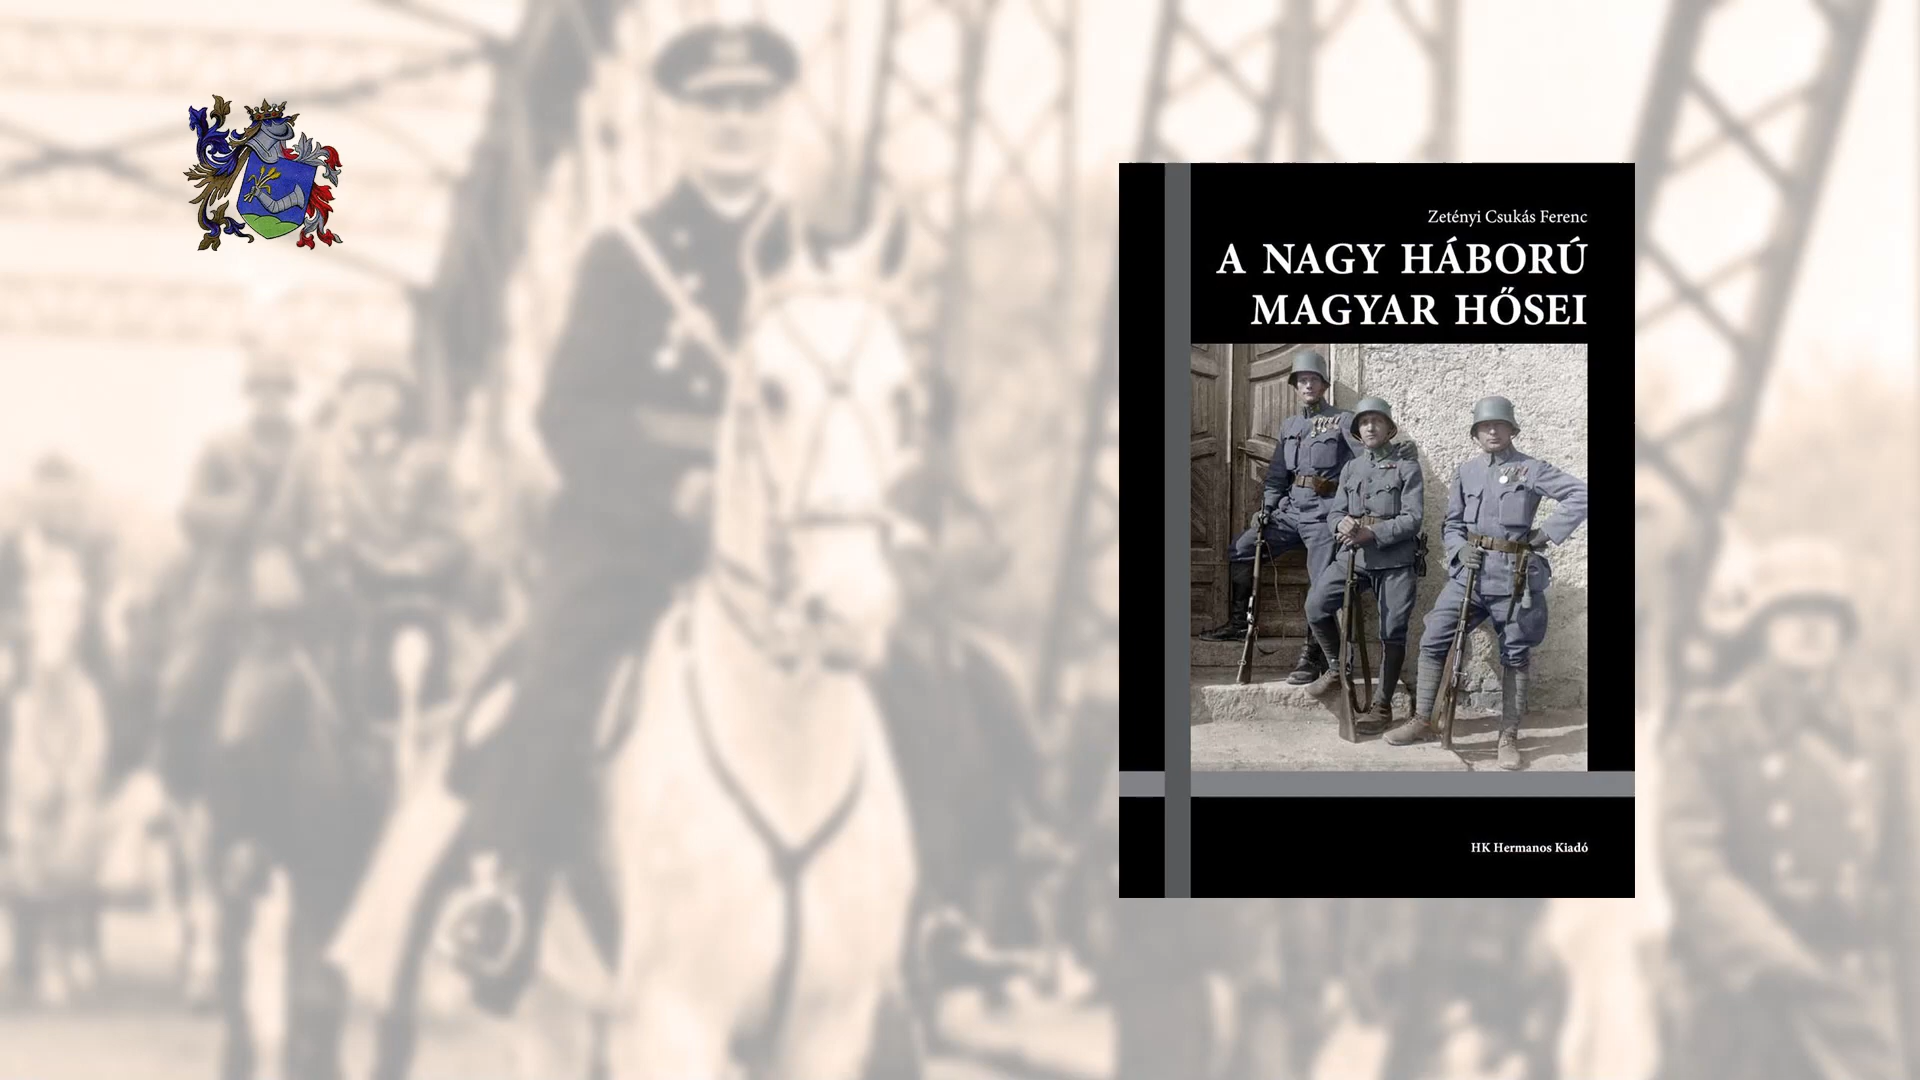 Zetényi Csukás Ferenc
A NAGY HÁBORÚ
MAGYAR HŐSEI
HK Hermanos Kiadó